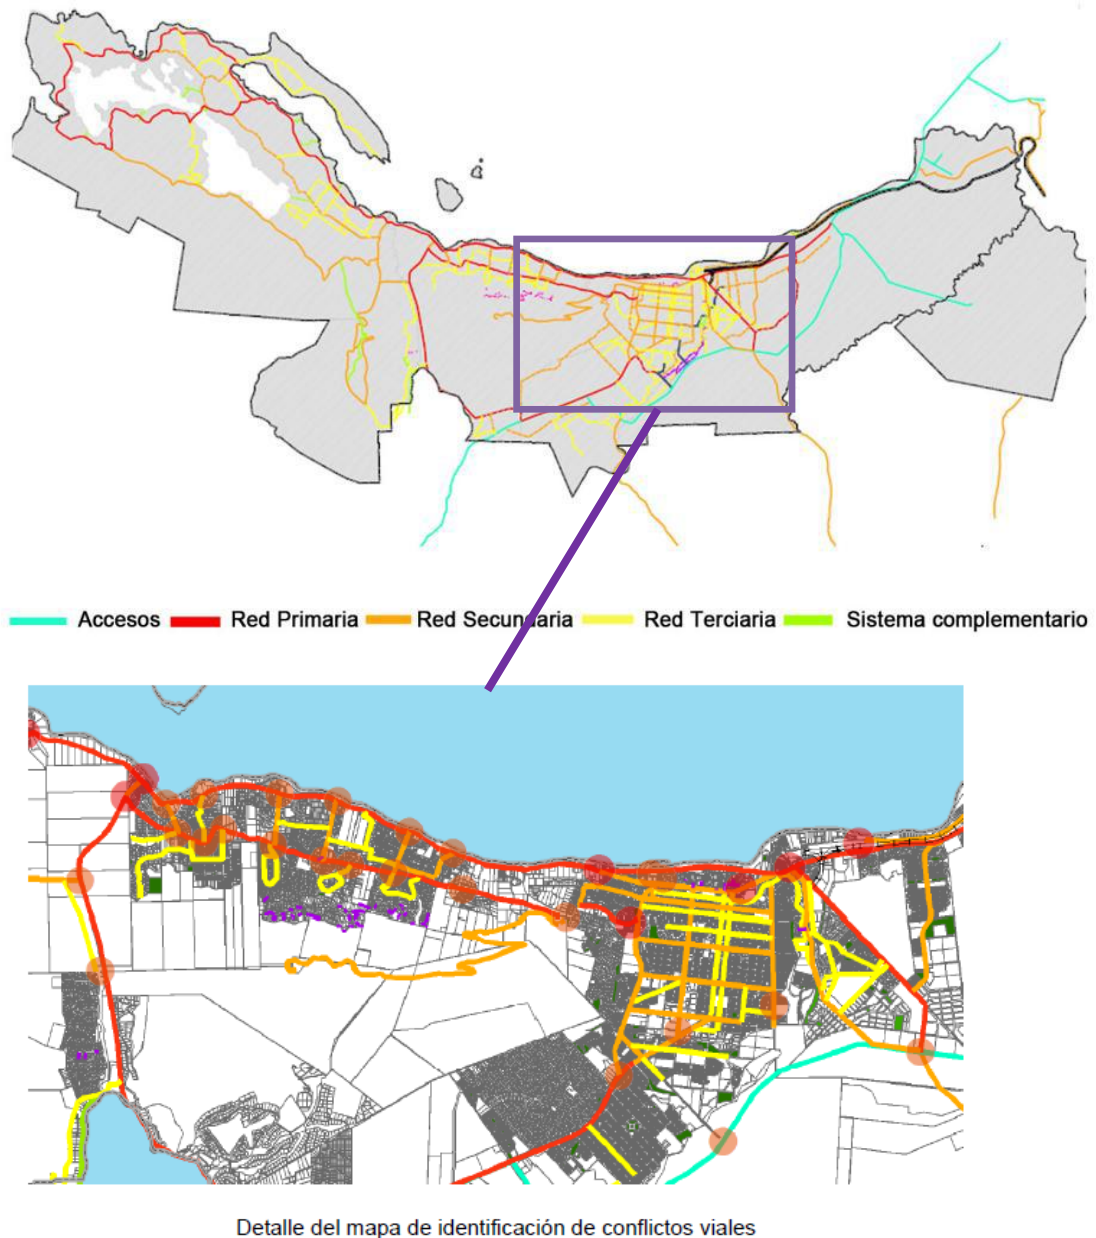 Accesos Red Primaria Red Secundaria Red Terciaria Sistema complementario
Detalle del mapa de identificación de conflictos viales